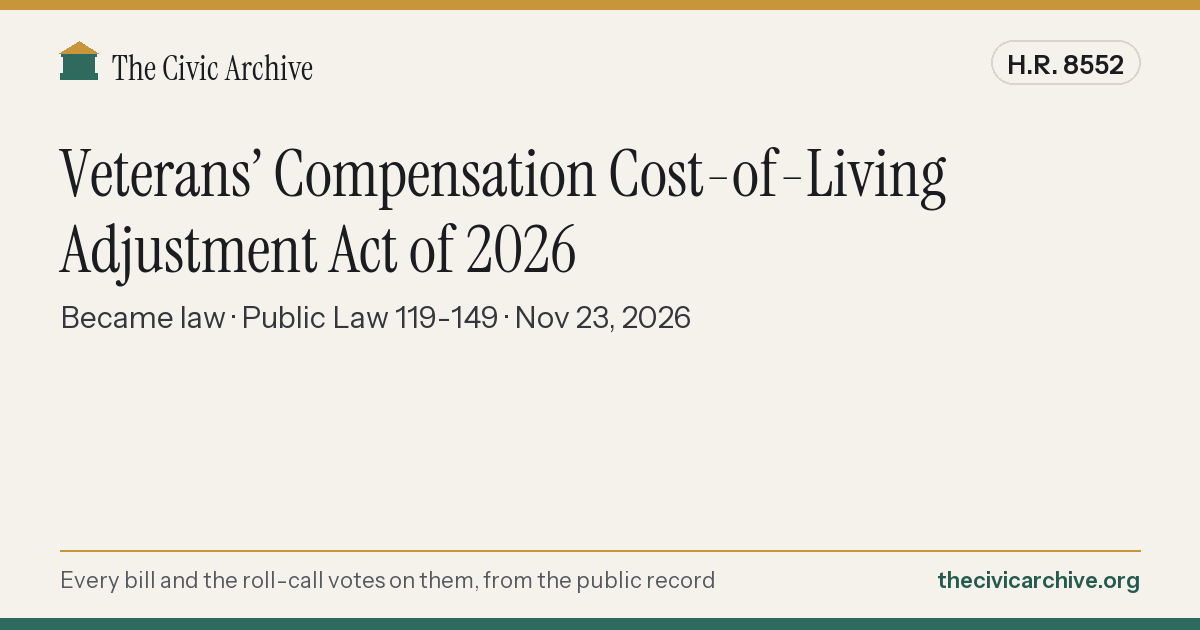 The Civic Archive
H.R. 8552
Veterans’ Compensation Cost-of-Living
Adjustment Act of 2026
Became law · Public Law 119-149 · Nov 23, 2026
Every bill and the roll-call votes on them, from the public record
thecivicarchive.org